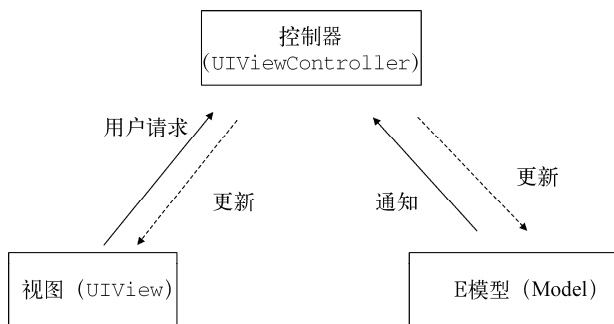 控制器
(UIViewController)
用户请求
更新
通知
更新
视图（UIView）
E模型（Model）